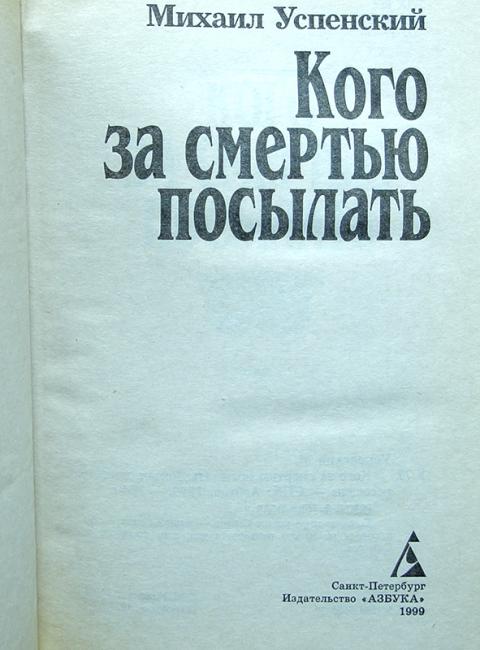 Михаил Успенский
Кого
за смертью
посылать
Санкт-Петербург
Издательство «АЗБУКА»
1999